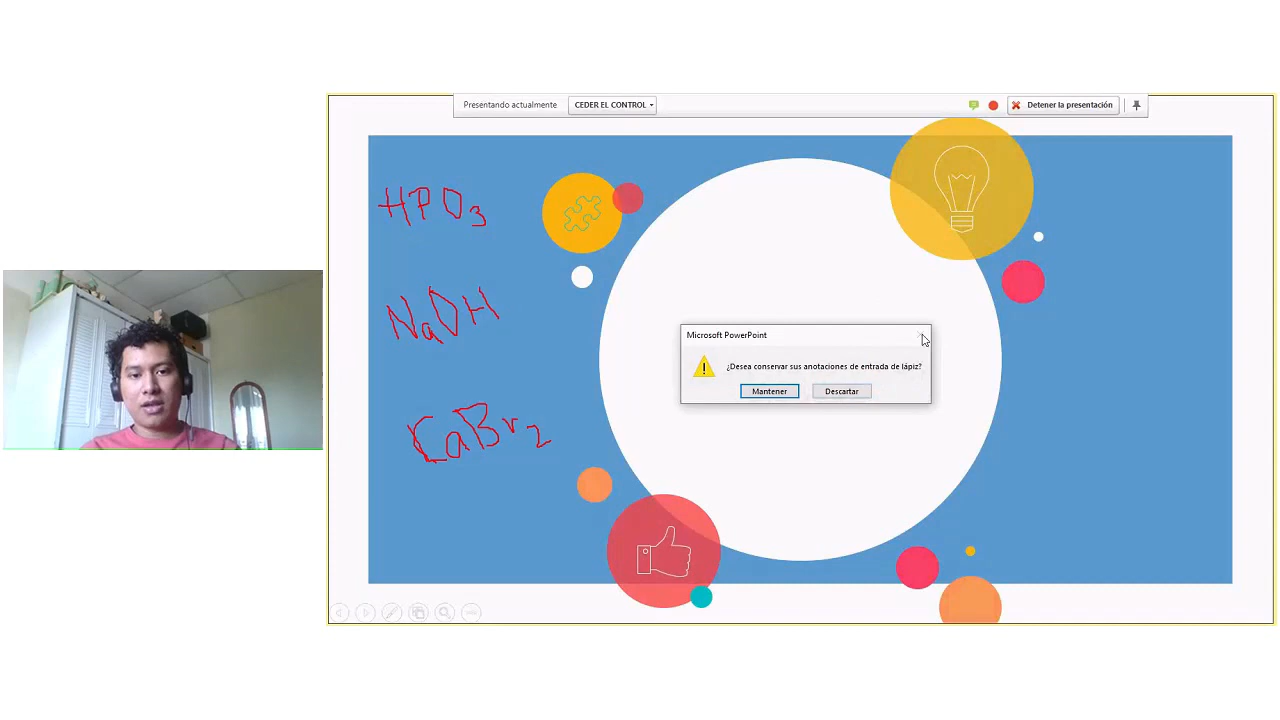 Presentando actualmente CEDER EL CONTROL Detener la presentación
HPO3
NaOH
CaBr2
Microsoft PowerPoint
¿Desea conservar sus anotaciones de entrada de lápiz?
Mantener Descartar